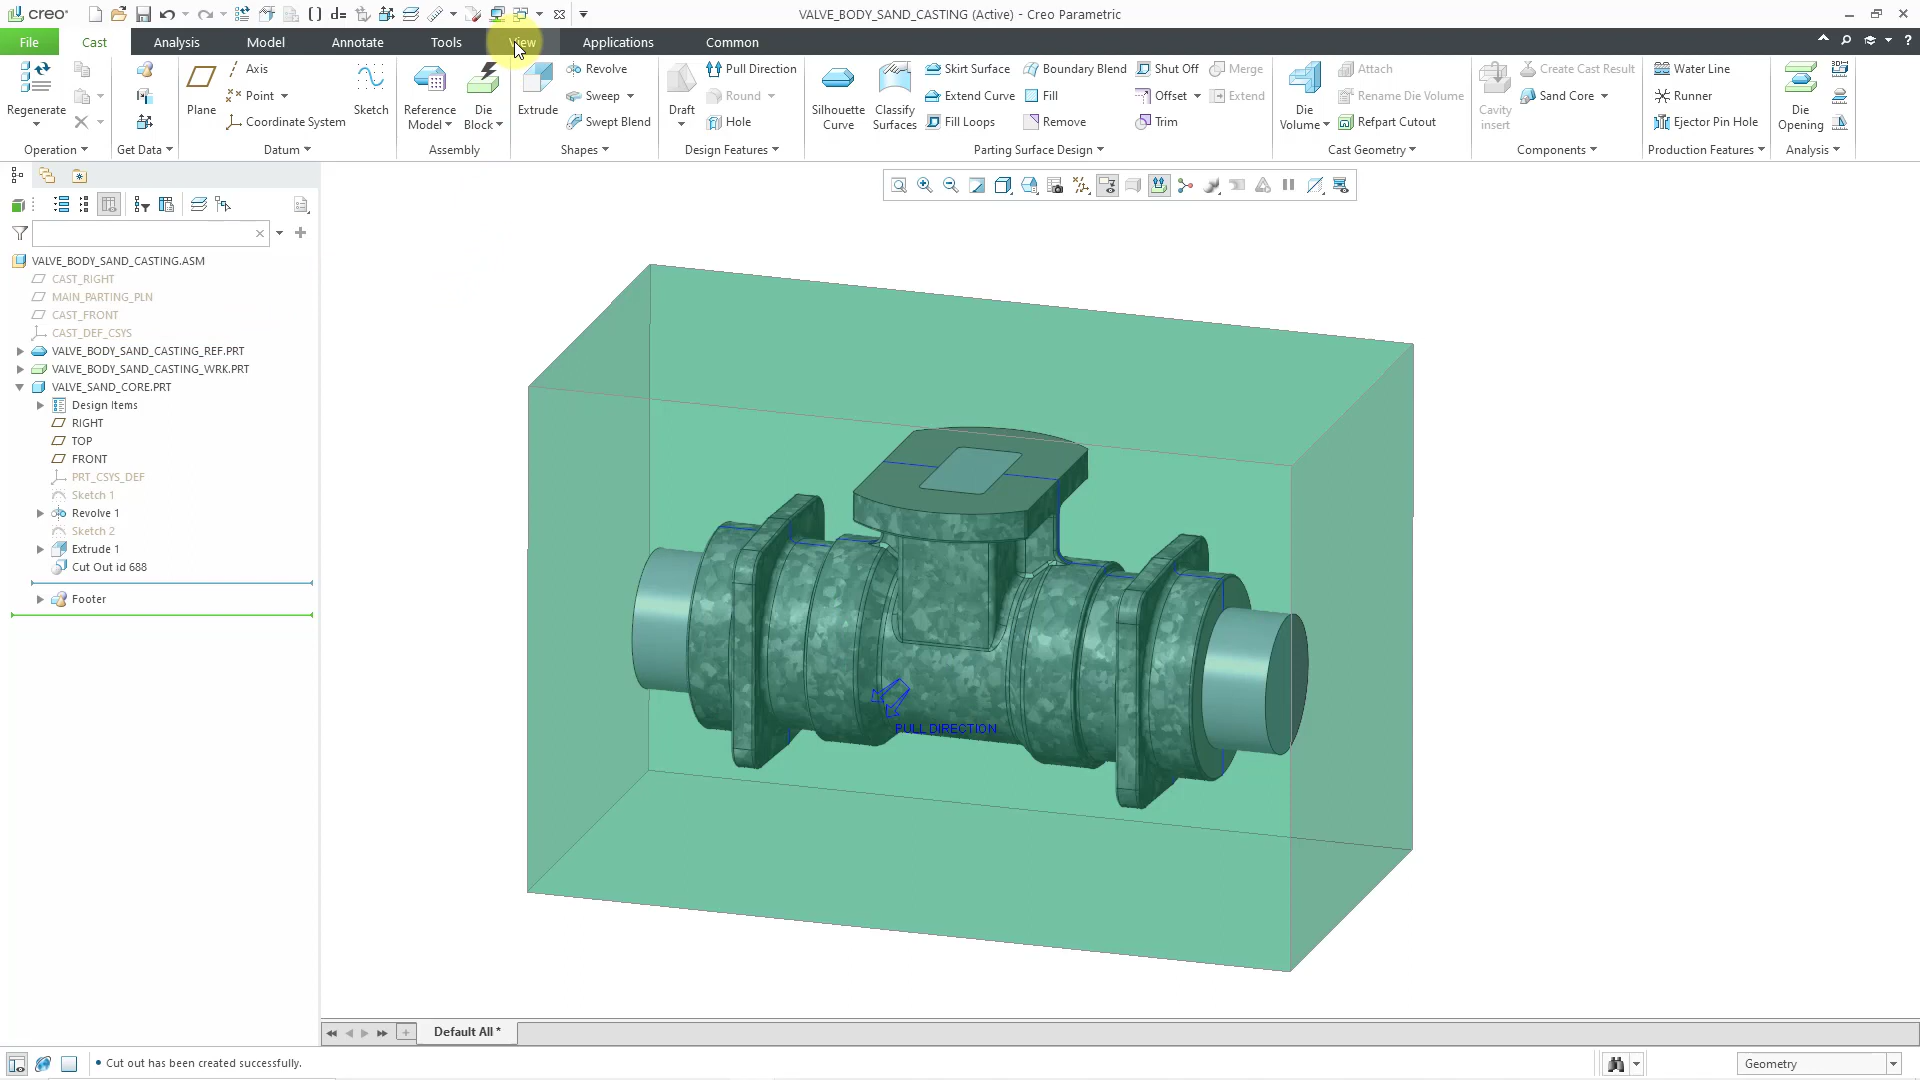 creo
VALVE_BODY_SAND_CASTING (Active) - Creo Parametric
File
Cast
Analysis
Model
Annotate
Tools
View
Applications
Common
Regenerate
Operation
Get Data
Plane
Axis
Point
Coordinate System
Sketch
Datum
Reference Model
Die Block
Assembly
Extrude
Revolve
Sweep
Swept Blend
Shapes
Draft
Pull Direction
Round
Hole
Design Features
Silhouette Curve
Classify Surfaces
Skirt Surface
Extend Curve
Fill Loops
Boundary Blend
Fill
Remove
Shut Off
Offset
Trim
Merge
Extend
Parting Surface Design
Die Volume
Attach
Rename Die Volume
Refpart Cutout
Cast Geometry
Cavity insert
Create Cast Result
Sand Core
Components
Water Line
Runner
Ejector Pin Hole
Production Features
Die Opening
Analysis
VALVE_BODY_SAND_CASTING.ASM
CAST_RIGHT
MAIN_PARTING_PLN
CAST_FRONT
CAST_DEF_CSYS
VALVE_BODY_SAND_CASTING_REF.PRT
VALVE_BODY_SAND_CASTING_WRK.PRT
VALVE_SAND_CORE.PRT
Design Items
RIGHT
TOP
FRONT
PRT_CSYS_DEF
Sketch 1
Revolve 1
Sketch 2
Extrude 1
Cut Out id 688
Footer
PULL DIRECTION
Default All *
• Cut out has been created successfully.
Geometry